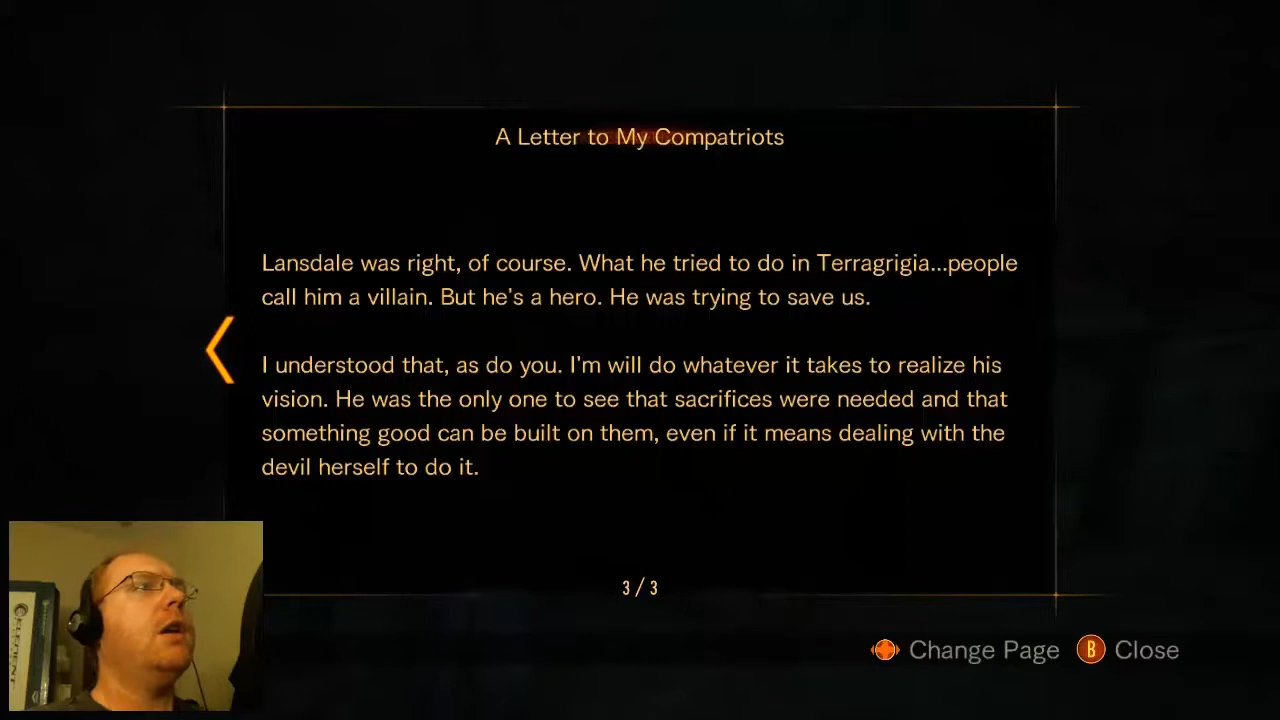 A Letter to My Compatriots
Lansdale was right, of course. What he tried to do in Terragrigia...people
call him a villain. But he's a hero. He was trying to save us.
I understood that, as do you. I'm will do whatever it takes to realize his
vision. He was the only one to see that sacrifices were needed and that
something good can be built on them, even if it means dealing with the
devil herself to do it.
3 / 3
B
Change Page
Close